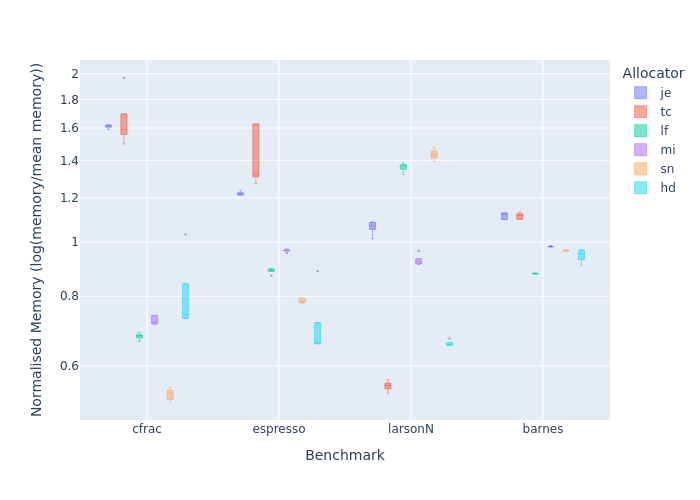 Normalised Memory (log(memory/mean memory))
2
1.8
1.6
1.4
1.2
1
0.8
0.6
cfrac
espresso
larsonN
barnes
Benchmark
Allocator
je
tc
lf
mi
sn
hd